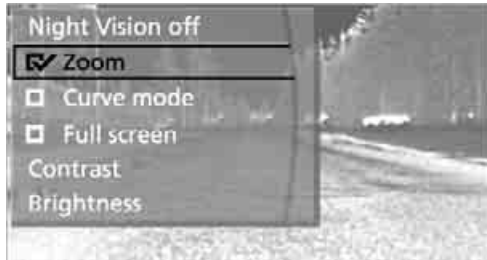 Night Vision off
Zoom
Curve mode
Full screen
Contrast
Brightness